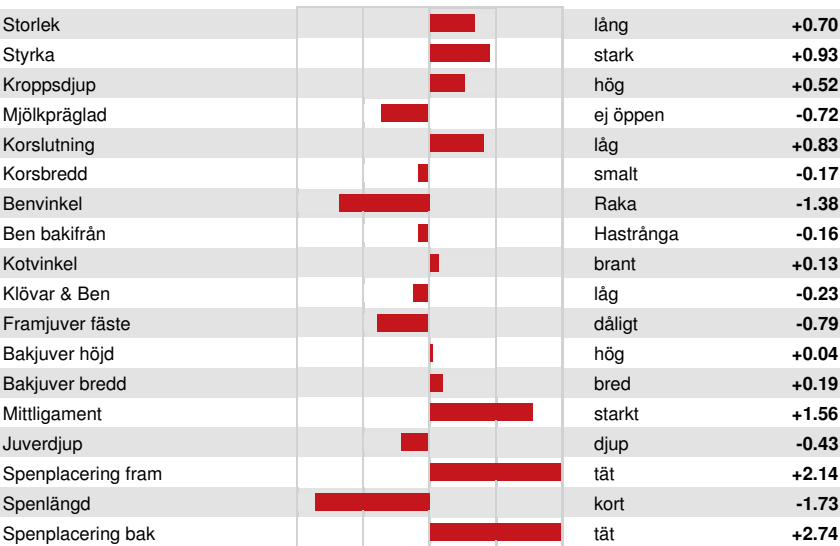 Storlek lång +0.70
Styrka stark +0.93
Kroppsdjup hög +0.52
Mjölkpräglad ej öppen -0.72
Korslutning låg +0.83
Korsbredd smalt -0.17
Benvinkel Raka -1.38
Ben bakifrån Hastrånga -0.16
Kotvinkel brant +0.13
Klövar & Ben låg -0.23
Framjuver fäste dåligt -0.79
Bakjuver höjd hög +0.04
Bakjuver bredd bred +0.19
Mittligament starkt +1.56
Juverdjup djup -0.43
Spenplacering fram tät +2.14
Spenlängd kort -1.73
Spenplacering bak tät +2.74